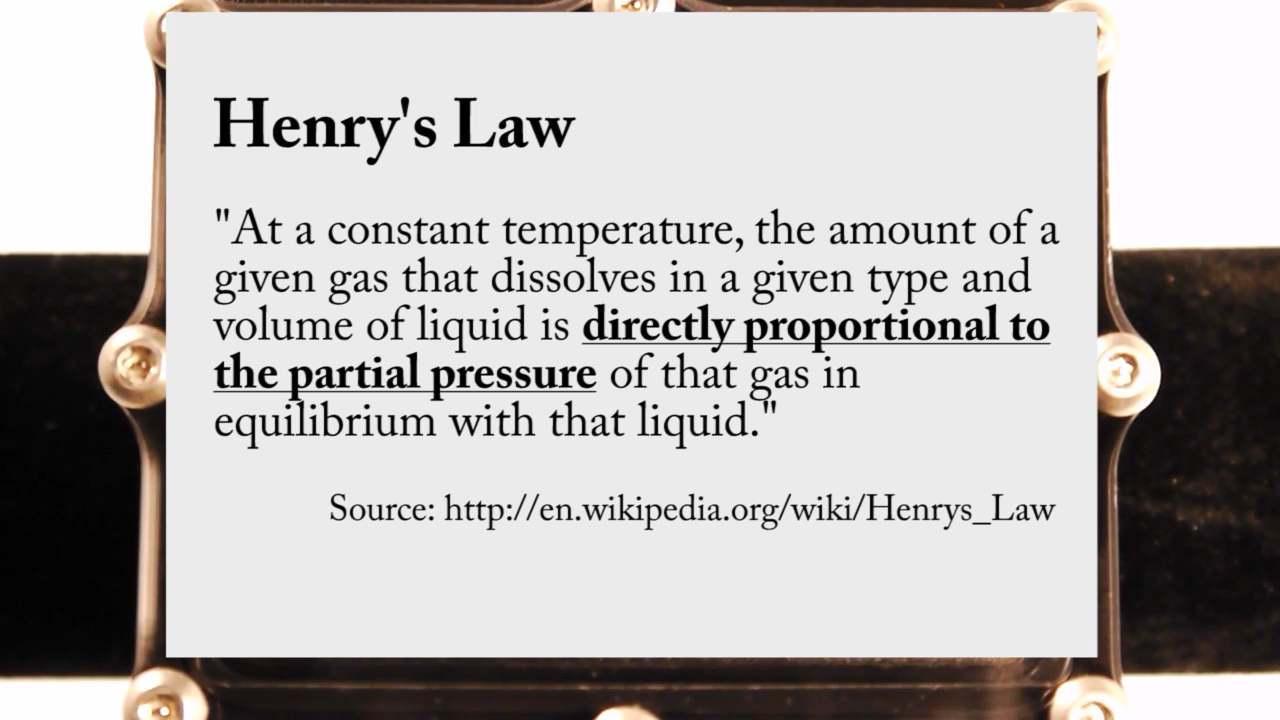 Henry's Law
"At a constant temperature, the amount of a
given gas that dissolves in a given type and
volume of liquid is directly proportional to
the partial pressure of that gas in
equilibrium with that liquid."
Source: http://en.wikipedia.org/wiki/Henrys_Law